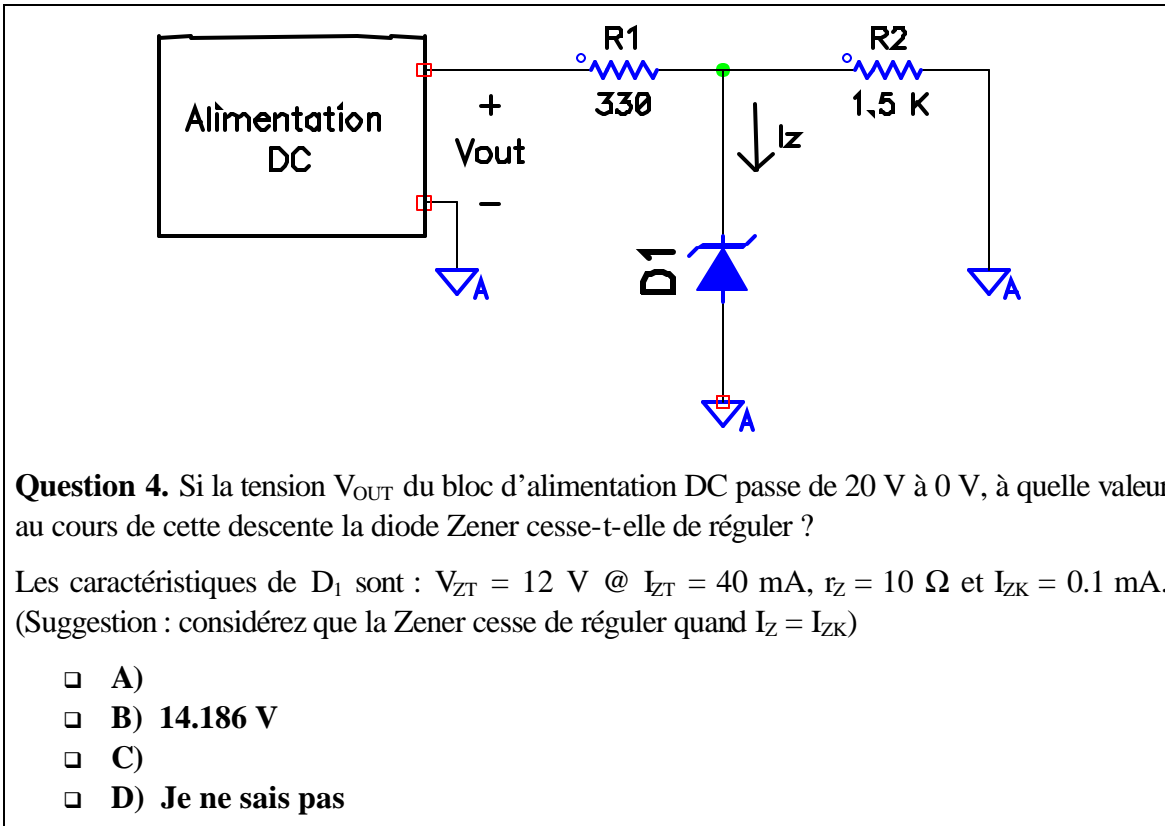 R1
R2
330
1.5 K
Alimentation
DC
+
Vout
-
Iz
D1
A
A
A
Question 4. Si la tension VOUT du bloc d'alimentation DC passe de 20 V à 0 V, à quelle valeur
au cours de cette descente la diode Zener cesse-t-elle de réguler ?
Les caractéristiques de D1 sont : VZT = 12 V @ IZT = 40 mA, rZ = 10 Ω et IZK = 0.1 mA.
(Suggestion : considérez que la Zener cesse de réguler quand IZ = IZK)
A)
B) 14.186 V
C)
D) Je ne sais pas